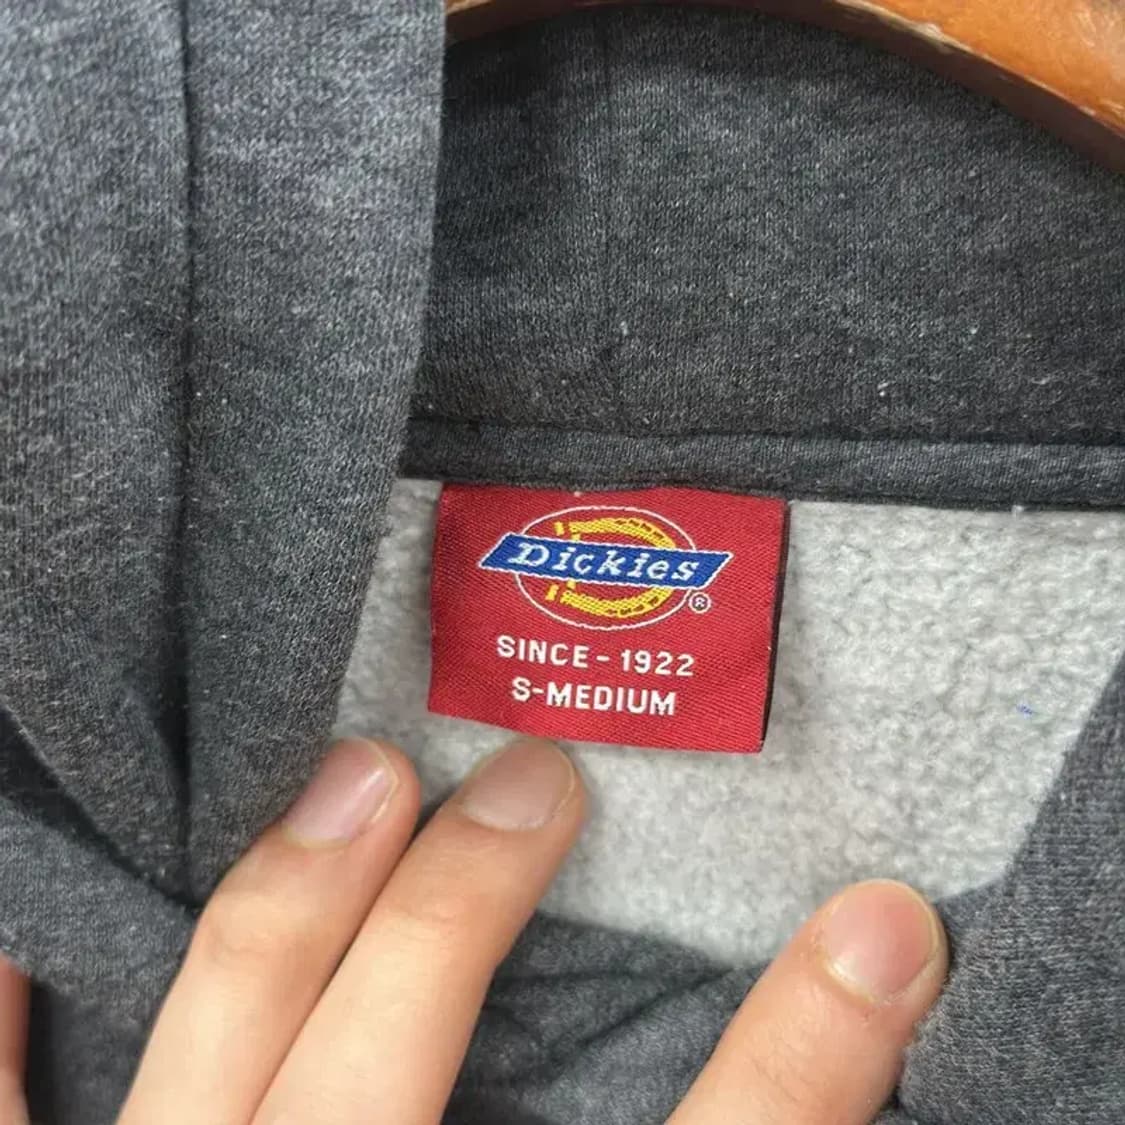 Dickies
®
SINCE - 1922
S-MEDIUM